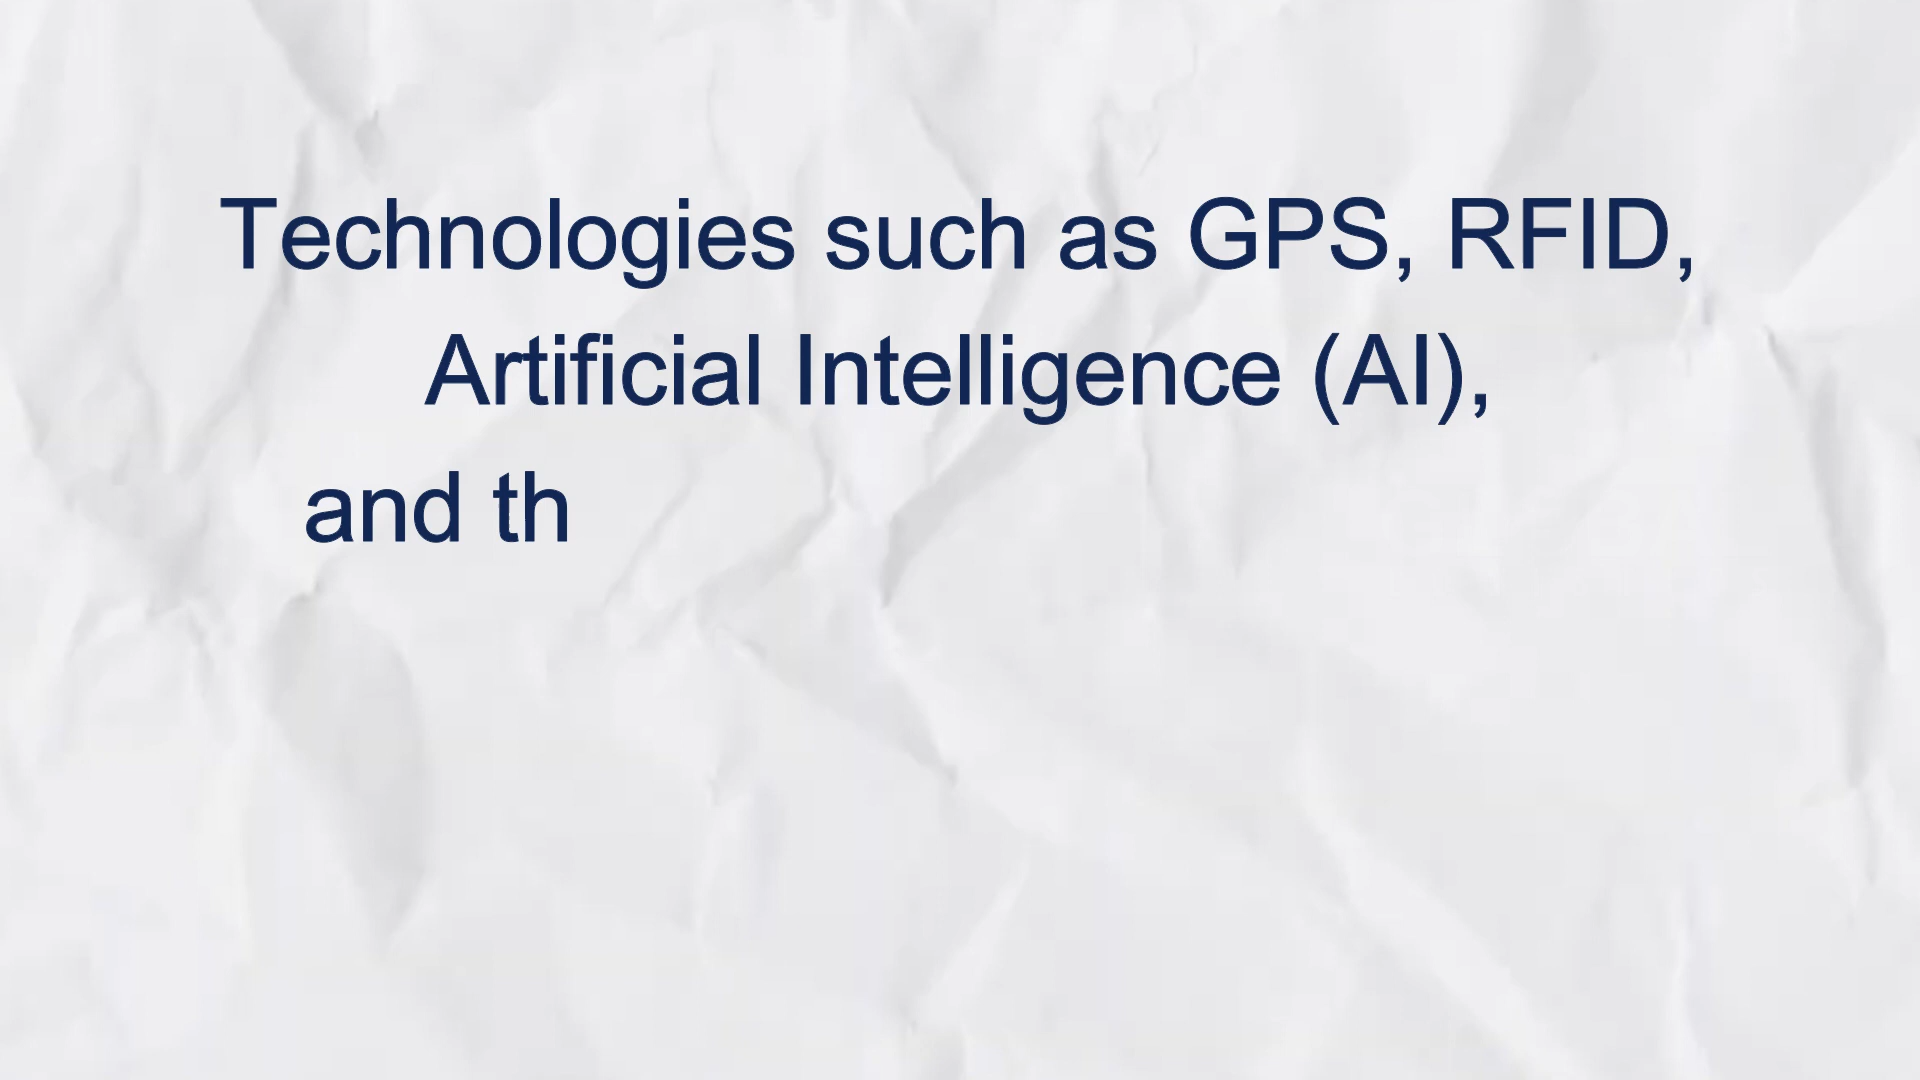 Technologies such as GPS, RFID,
Artificial Intelligence (AI),
and th